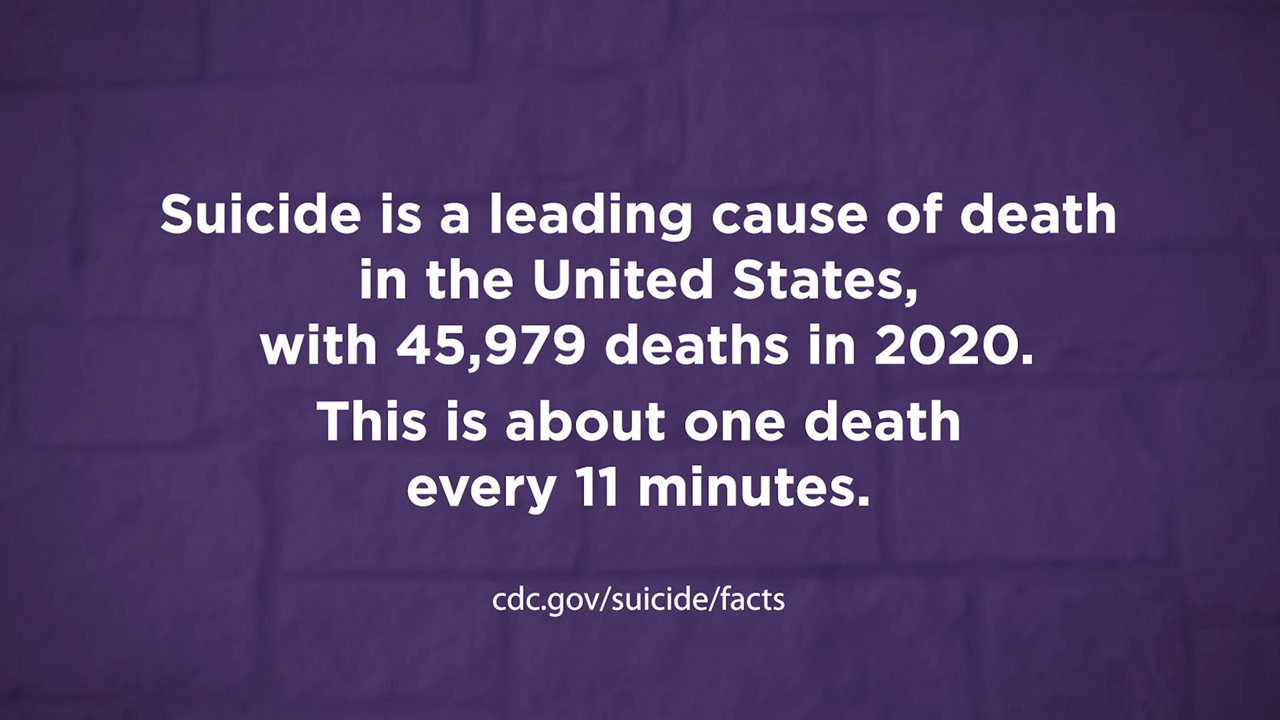 Suicide is a leading cause of death
in the United States,
with 45,979 deaths in 2020.
This is about one death
every 11 minutes.
cdc.gov/suicide/facts